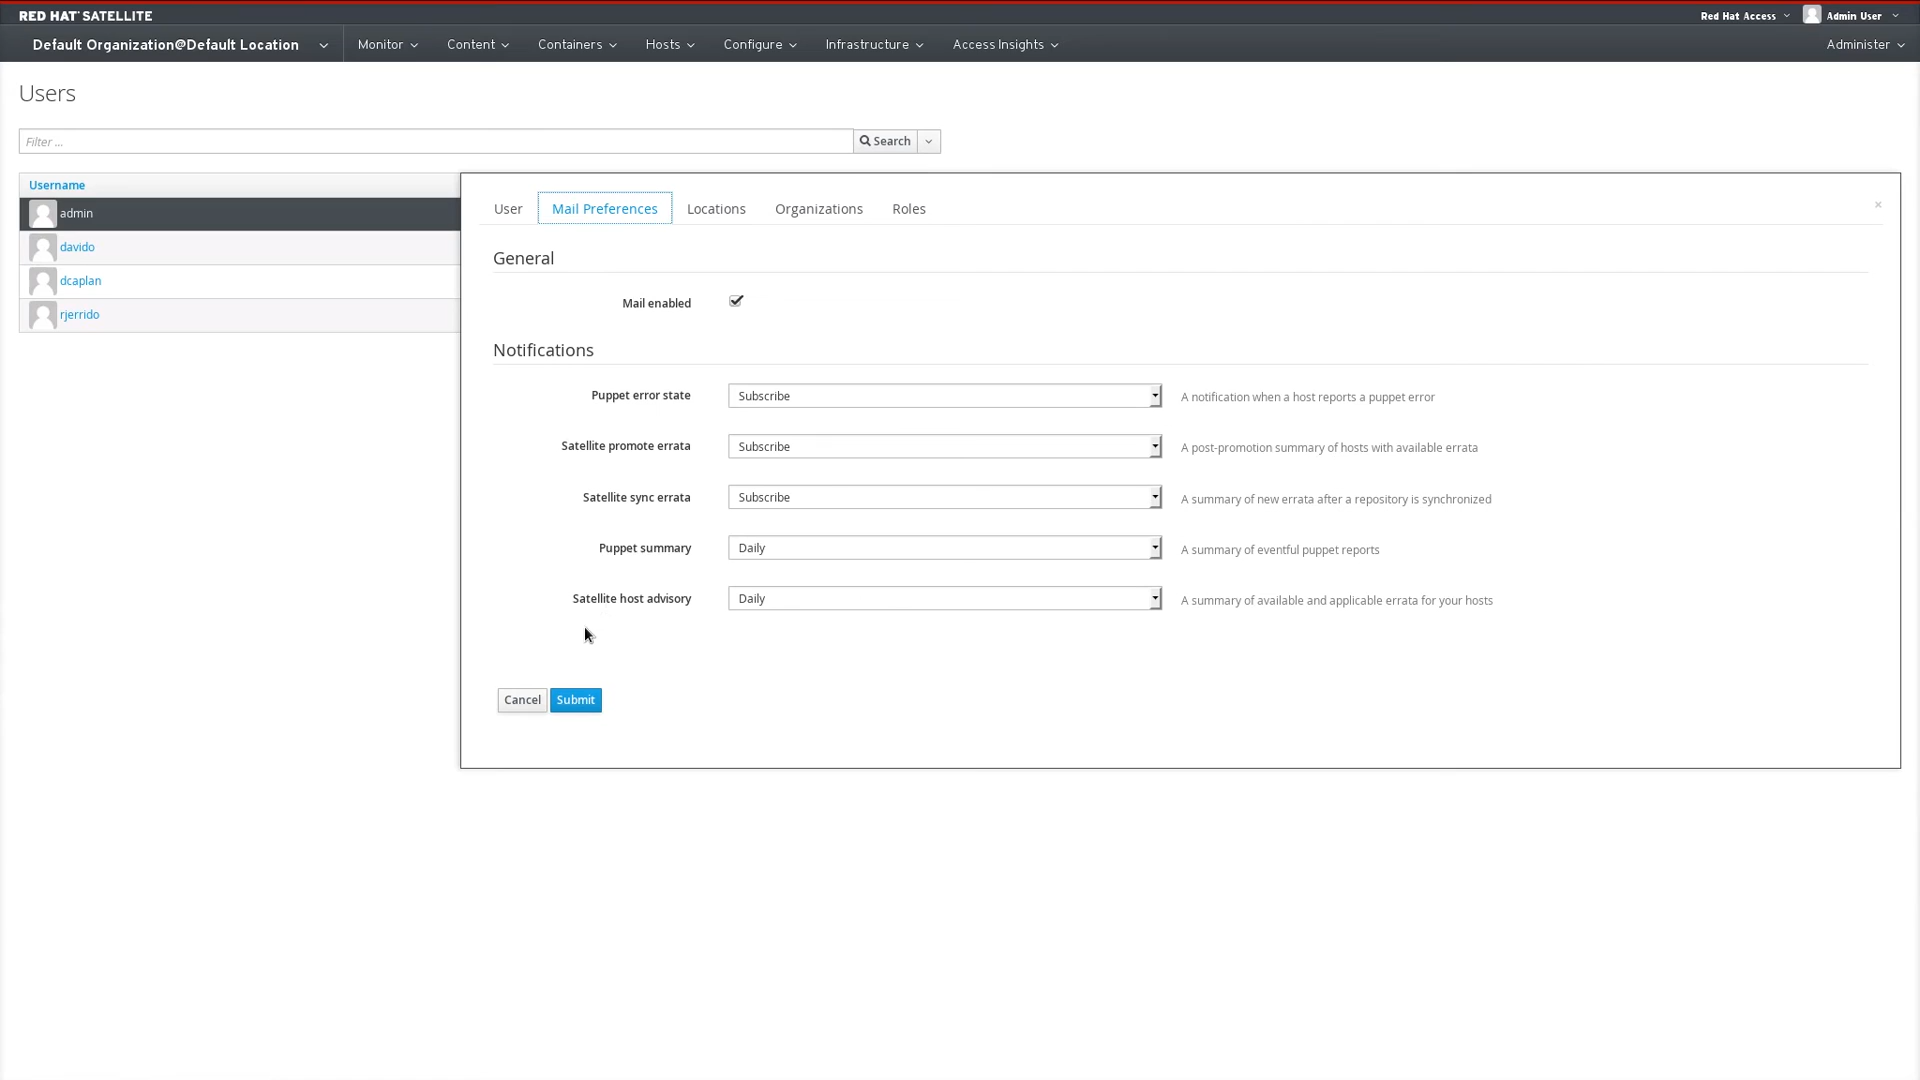 RED HAT SATELLITE
Red Hat Access Admin User
Default Organization@Default Location Monitor Content Containers Hosts Configure Infrastructure Access Insights Administer
Users
Filter ... Search
Username
admin
davido
dcaplan
rjerrido
User Mail Preferences Locations Organizations Roles ×
General
Mail enabled
Notifications
Puppet error state Subscribe A notification when a host reports a puppet error
Satellite promote errata Subscribe A post-promotion summary of hosts with available errata
Satellite sync errata Subscribe A summary of new errata after a repository is synchronized
Puppet summary Daily A summary of eventful puppet reports
Satellite host advisory Daily A summary of available and applicable errata for your hosts
Cancel Submit